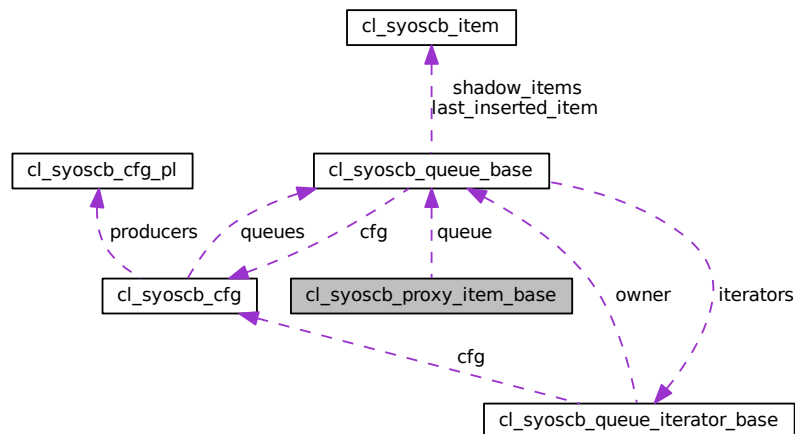 cl_syoscb_item
shadow_items
last_inserted_item
cl_syoscb_cfg_pl
cl_syoscb_queue_base
producers
queues
cfg
queue
cl_syoscb_cfg
cl_syoscb_proxy_item_base
owner
iterators
cfg
cl_syoscb_queue_iterator_base